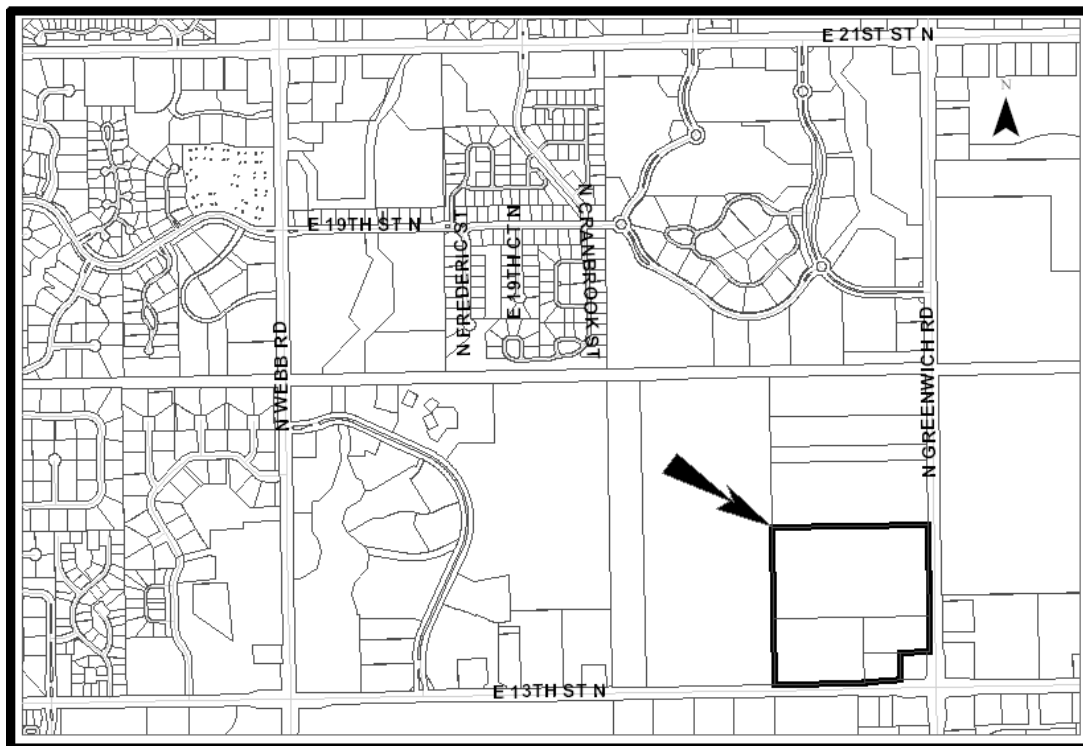 E 21ST ST N
N
E 19TH ST N
N FREDERIC ST
E 19TH CT N
N CRANBROOK ST
N WEBB RD
N GREENWICH RD
E 13TH ST N